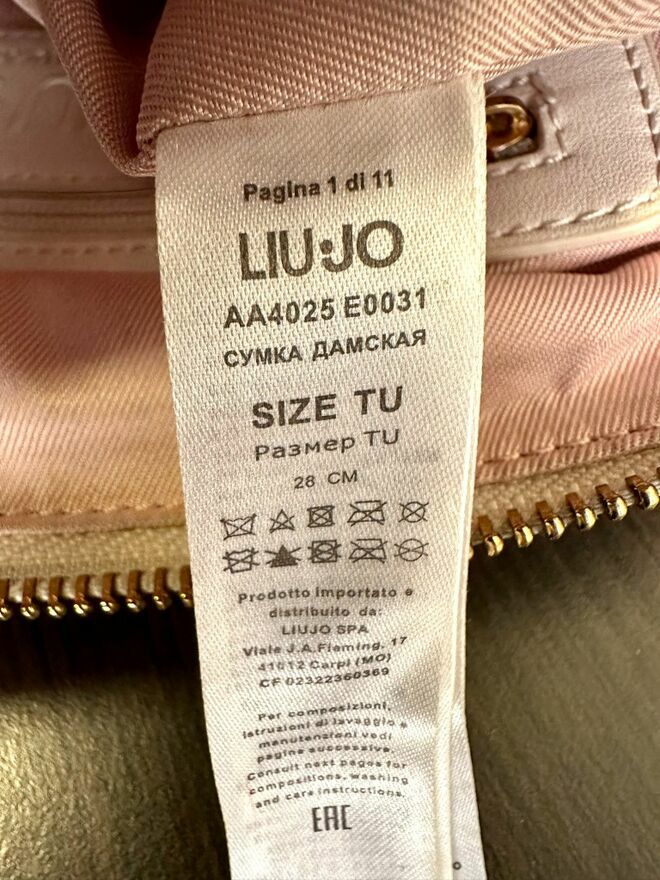 Pagina 1 di 11
LIU·JO
AA4025 E0031
СУМКА ДАМСКАЯ
SIZE TU
Размер TU
28 CM
Prodotto importato e
distribuito da:
LIUJO SPA
Viale J.A.Fleming, 17
41012 Carpi (MO)
CF 02322360369
Per composizioni,
istruzioni di lavaggio e
manutenzioni vedi
pagine successive.
Consult next pages for
compositions, washing
and care instructions.
EAC